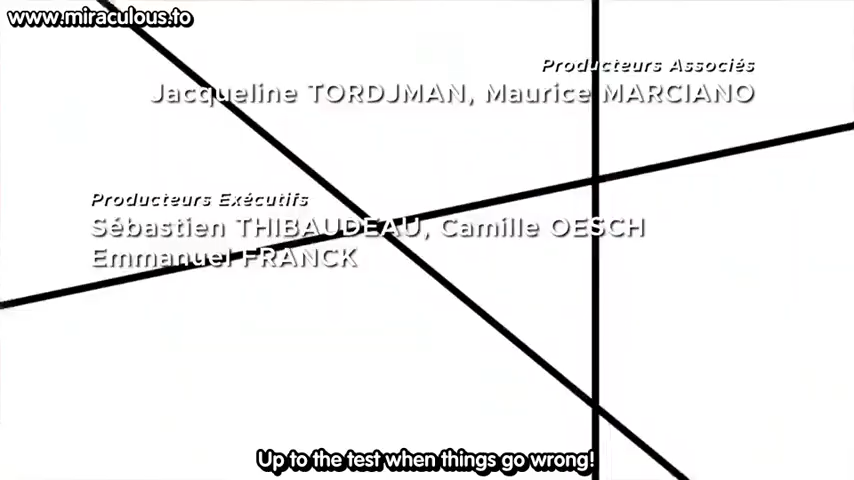 www.miraculous.to
Producteurs Associés
Jacqueline TORDJMAN, Maurice MARCIANO
Producteurs Exécutifs
Sébastien THIBAUDEAU, Camille OESCH
Emmanuel FRANCK
Up to the test when things go wrong!